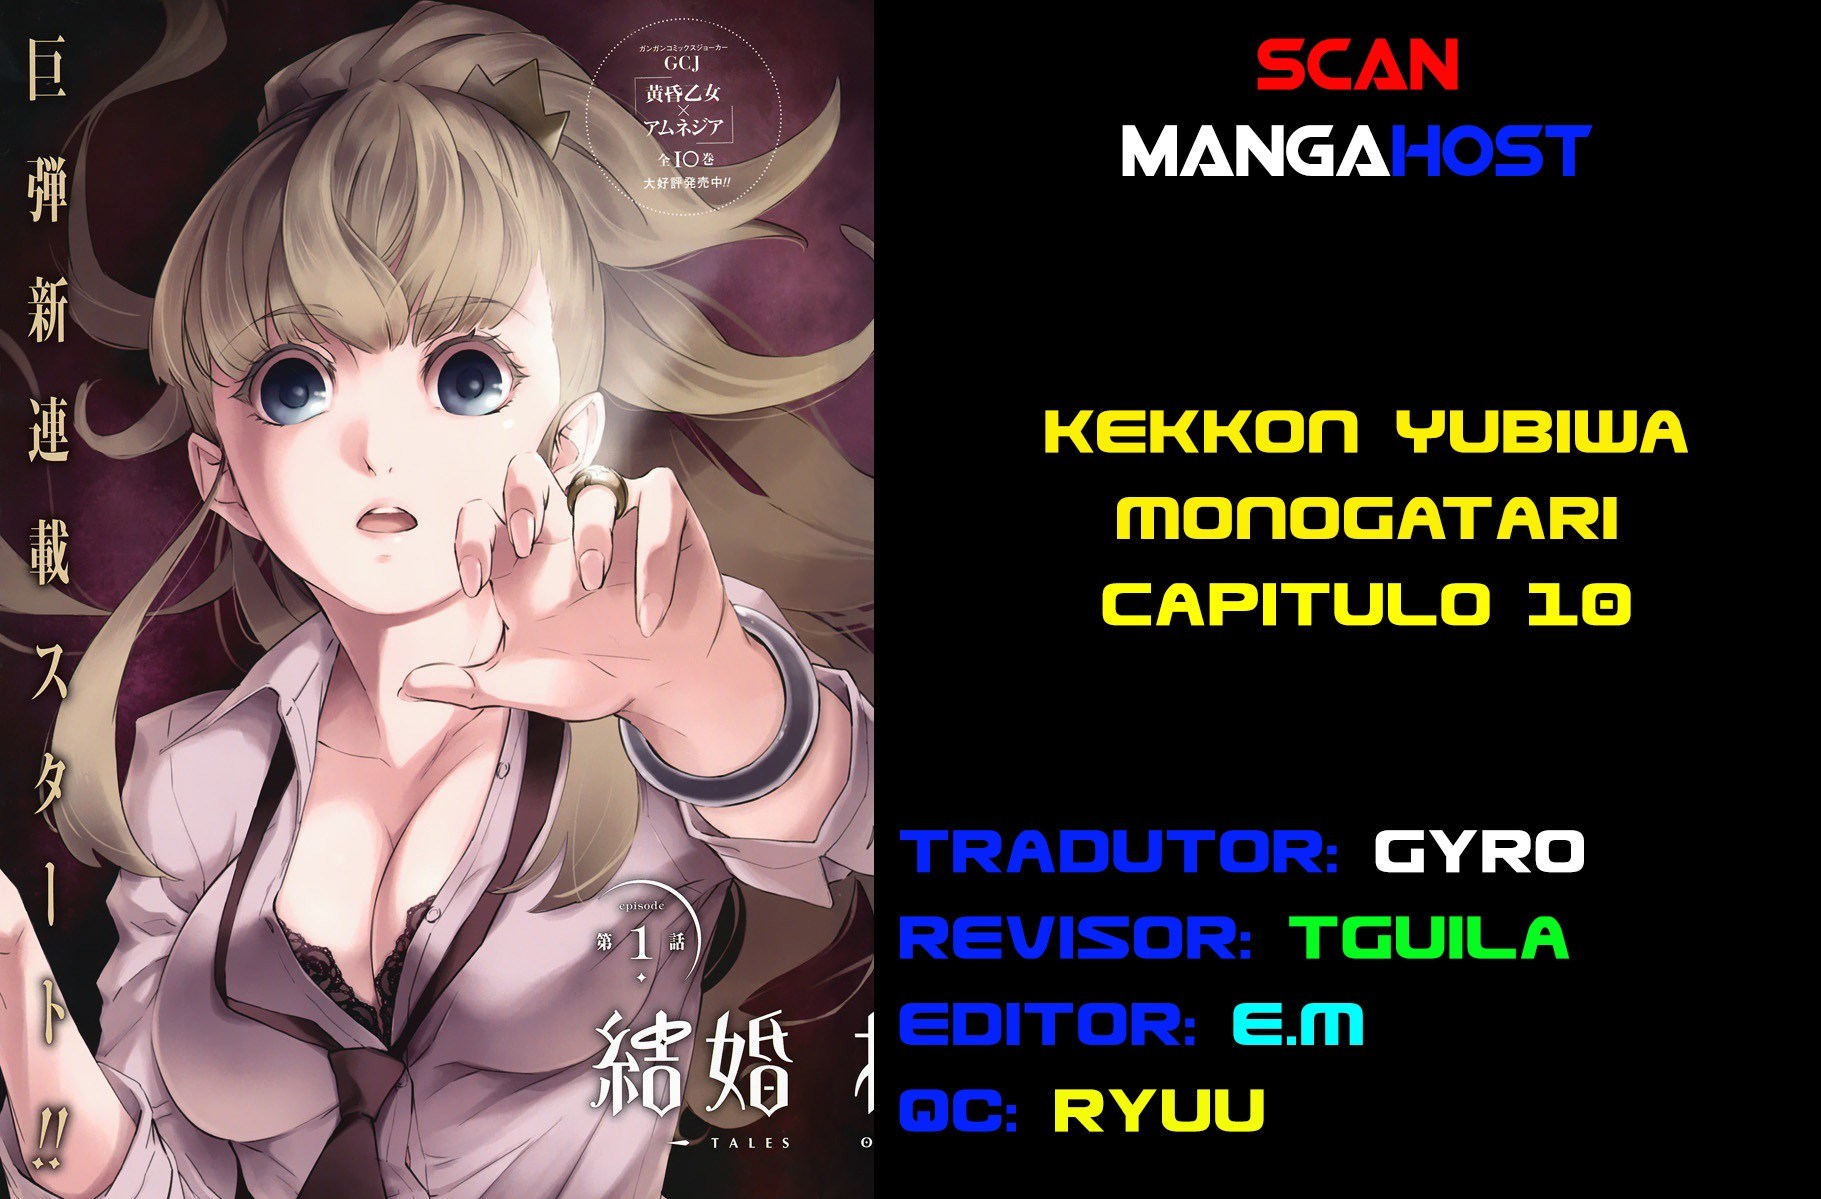 巨弾新連載スタート!!
ガンガンコミックスジョーカー
GCJ
黄昏乙女
×
アムネジア
全10巻
大好評発売中!!
episode
第1話
結婚
TALES O
SCAN
MANGAHOST
KEKKON YUBIWA
MONOGATARI
CAPITULO 10
TRADUTOR: GYRO
REVISOR: TGUILA
EDITOR: E.M
QC: RYUU